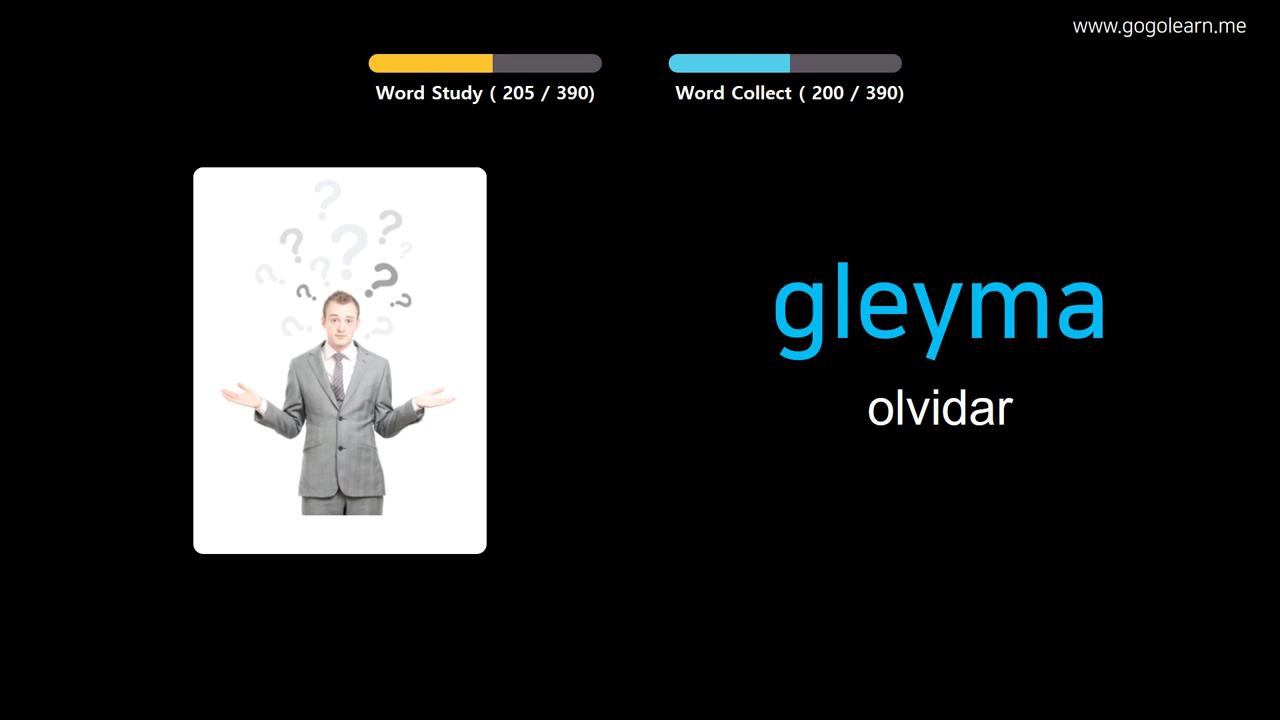 www.gogolearn.me
Word Study ( 205 / 390)
Word Collect ( 200 / 390)
? ? ? ? ? ? ? ? ? ? ? ?
gleyma
olvidar